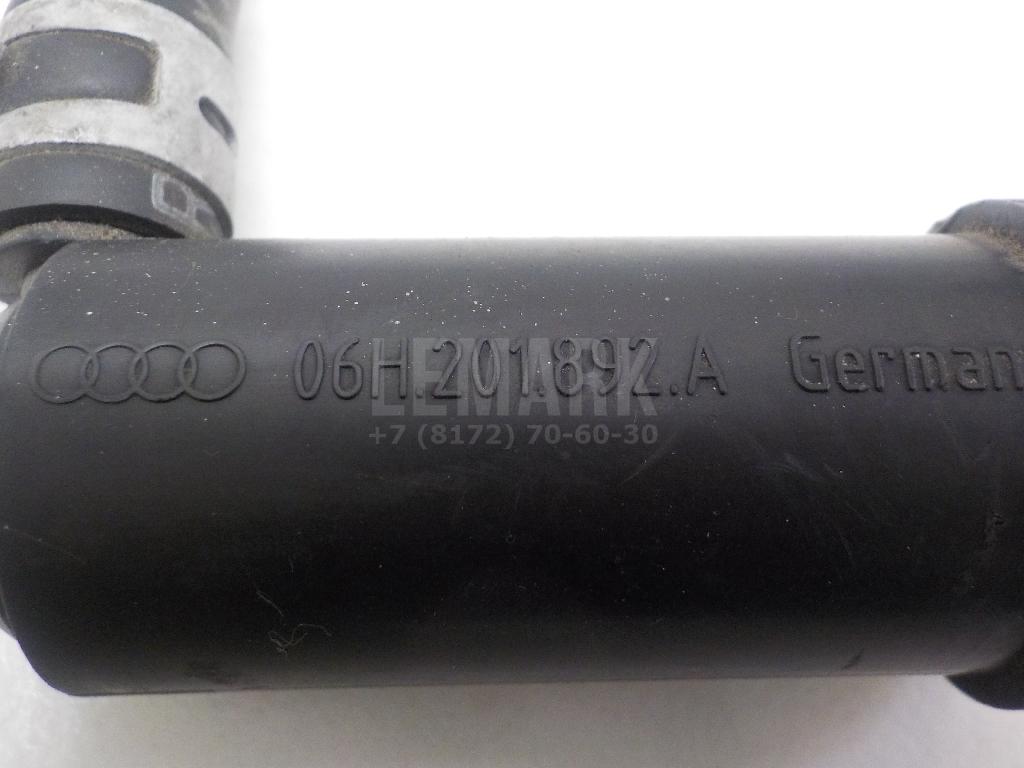 06H.201.892.A German
LEMARK
+7 (8172) 70-60-30